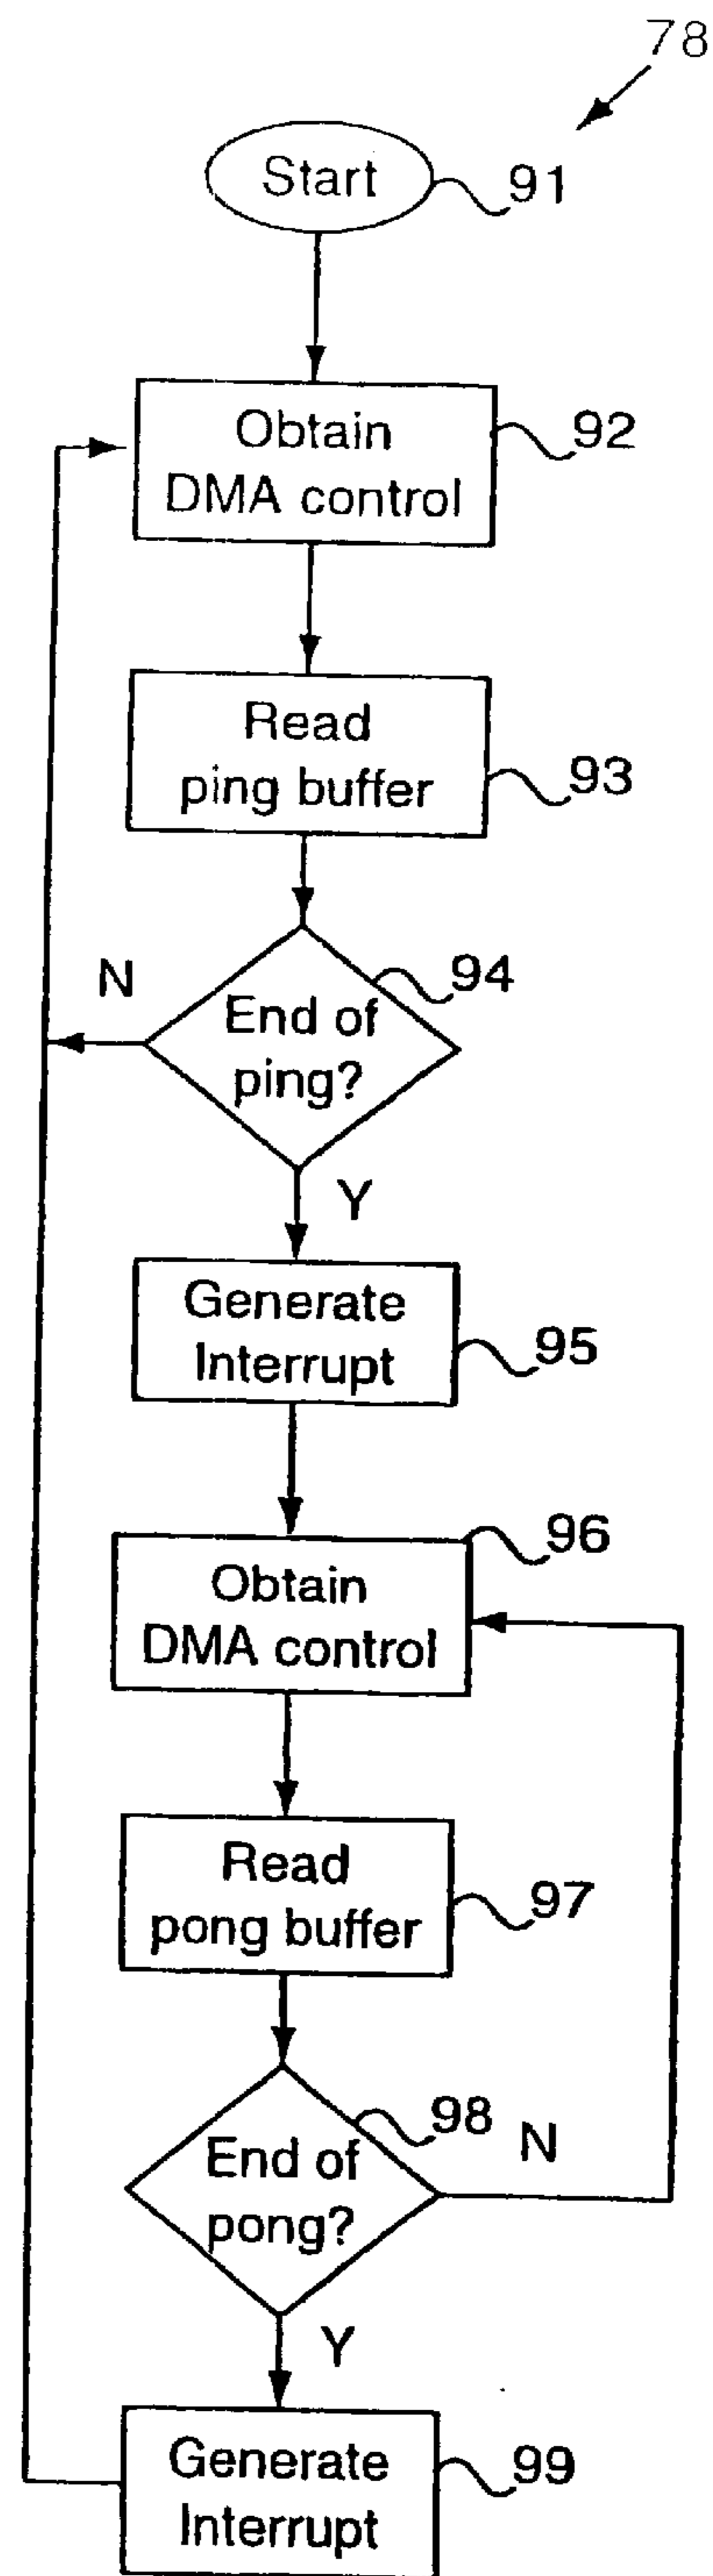 78
Start
91
Obtain
DMA control
92
Read
ping buffer
93
N
94
End of
ping?
Y
Generate
Interrupt
95
96
Obtain
DMA control
Read
pong buffer
97
98
N
End of
pong?
Y
Generate
Interrupt
99